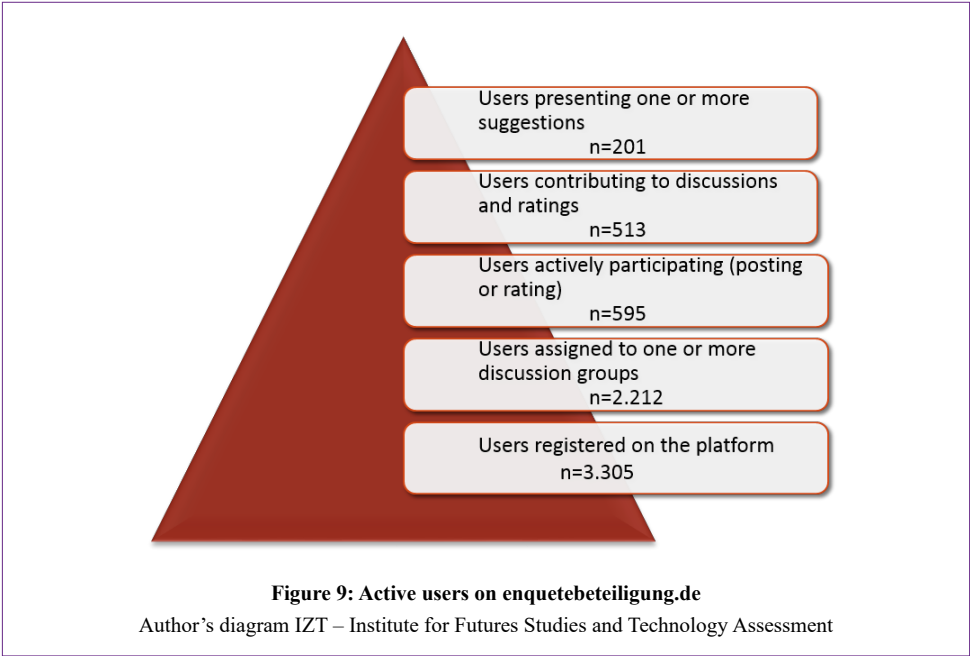 Users presenting one or more
suggestions
n=201
Users contributing to discussions
and ratings
n=513
Users actively participating (posting
or rating)
n=595
Users assigned to one or more
discussion groups
n=2.212
Users registered on the platform
n=3.305
Figure 9: Active users on enquetebeteiligung.de
Author’s diagram IZT – Institute for Futures Studies and Technology Assessment